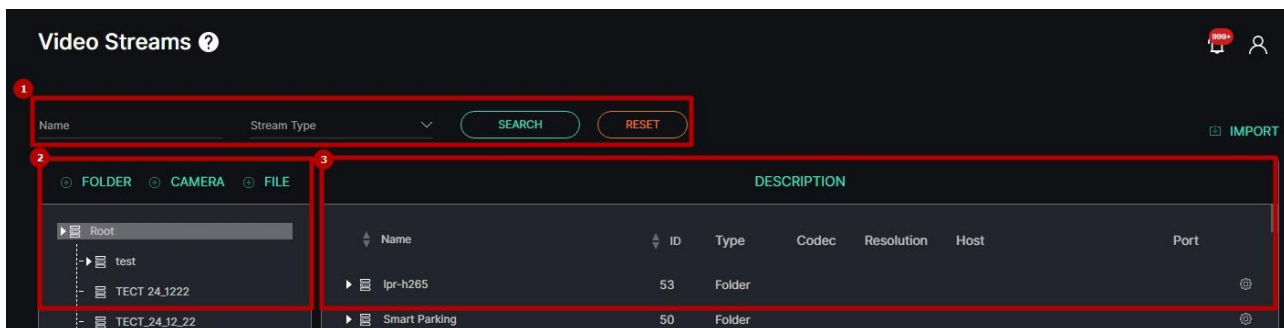 Video Streams ?
999+
1
Name Stream Type SEARCH RESET
IMPORT
2
3
FOLDER CAMERA FILE
DESCRIPTION
Root
Name ID Type Codec Resolution Host Port
test
TECT 24_1222
lpr-h265 53 Folder
TECT_24_12_22
Smart Parking 50 Folder